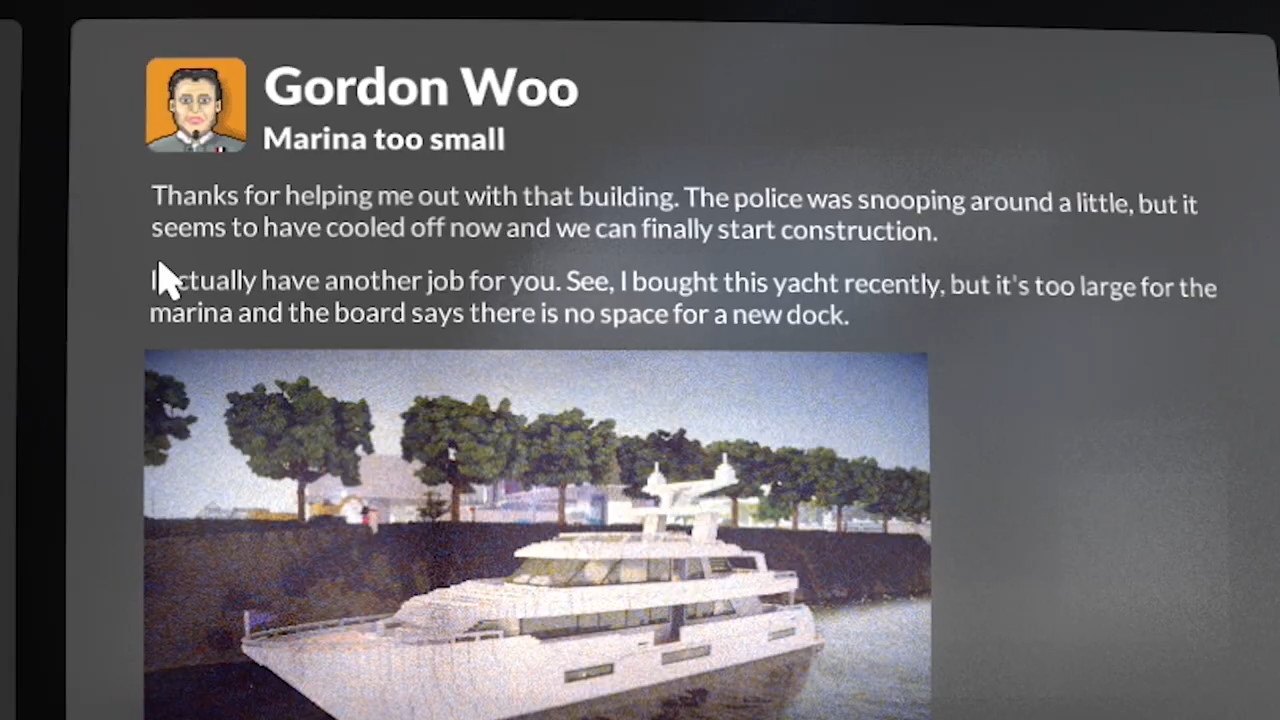 Gordon Woo
Marina too small
Thanks for helping me out with that building. The police was snooping around a little, but it
seems to have cooled off now and we can finally start construction.
I actually have another job for you. See, I bought this yacht recently, but it's too large for the
marina and the board says there is no space for a new dock.